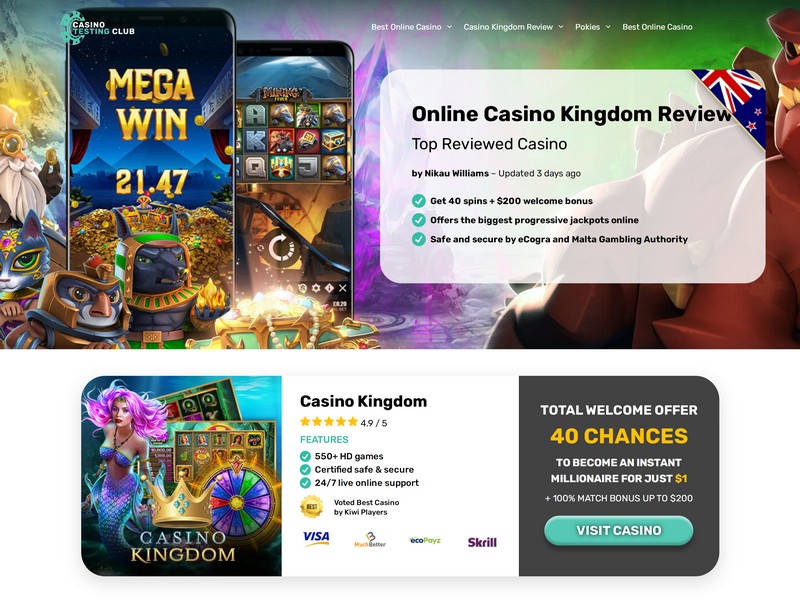 CASINO
TESTING CLUB
Best Online Casino
Casino Kingdom Review
Pokies
Best Online Casino
MEGA
WIN
21.47
MINING
FEVER
A
K
Q
J
£0.20
Online Casino Kingdom Review
Top Reviewed Casino
by Nikau Williams – Updated 3 days ago
Get 40 spins + $200 welcome bonus
Offers the biggest progressive jackpots online
Safe and secure by eCogra and Malta Gambling Authority
CASINO
KINGDOM
Casino Kingdom
4.9 / 5
FEATURES
550+ HD games
Certified safe & secure
24/7 live online support
BEST
Voted Best Casino
by Kiwi Players
VISA
MuchBetter
ecoPayz
Skrill
TOTAL WELCOME OFFER
40 CHANCES
TO BECOME AN INSTANT
MILLIONAIRE FOR JUST $1
+ 100% MATCH BONUS UP TO $200
VISIT CASINO